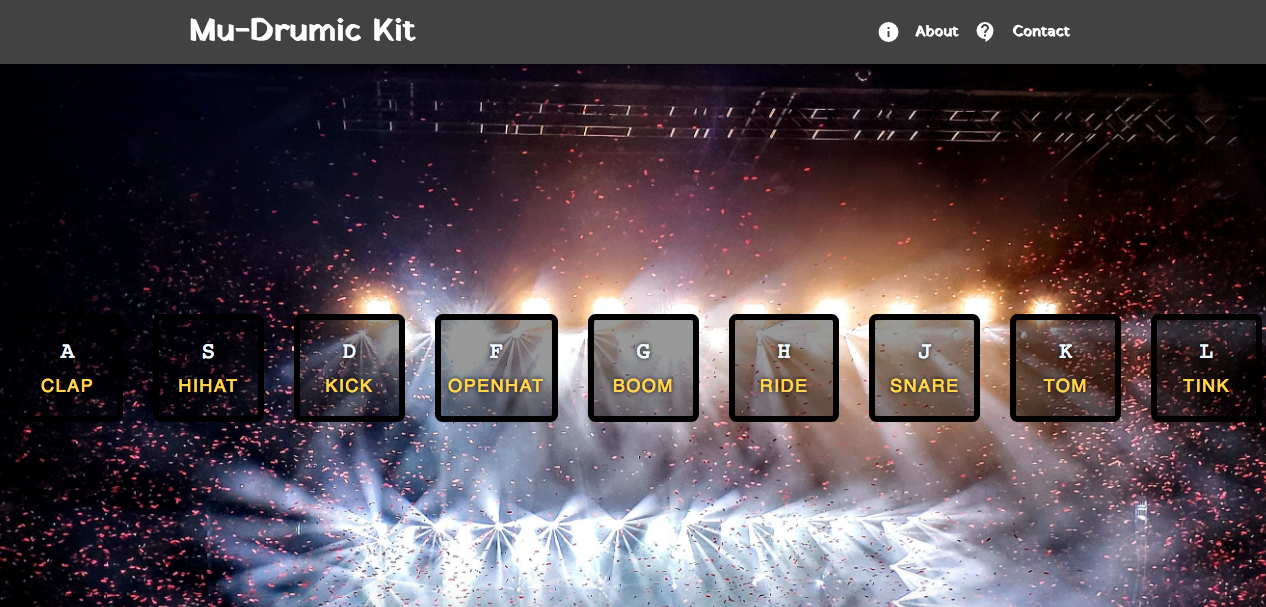 Mu-Drumic Kit
About
Contact
A
CLAP
S
HIHAT
D
KICK
F
OPENHAT
G
BOOM
H
RIDE
J
SNARE
K
TOM
L
TINK